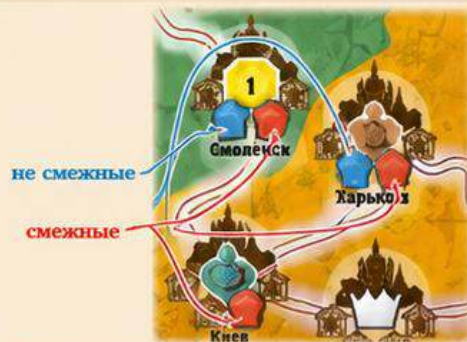 1
Смоленск
не смежные
Харьков
смежные
Киев